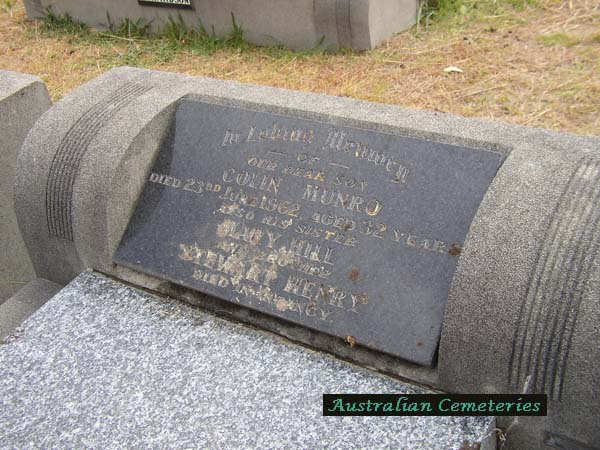 In Loving Memory
OF
OUR DEAR SON
COLIN MUNRO
DIED 23RD JUNE 1962 AGED 32 YEARS
ALSO HIS SISTER
MARY HILL
STEWART HENRY
DIED IN INFANCY
Australian Cemeteries